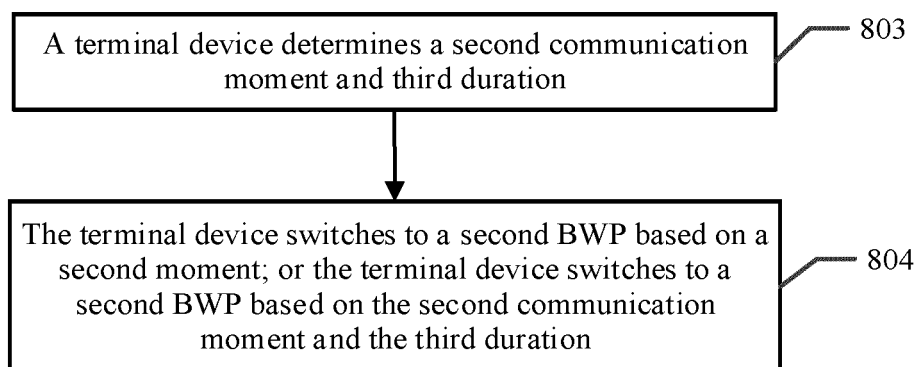 A terminal device determines a second communication
moment and third duration
803
The terminal device switches to a second BWP based on a
second moment; or the terminal device switches to a
second BWP based on the second communication
moment and the third duration
804